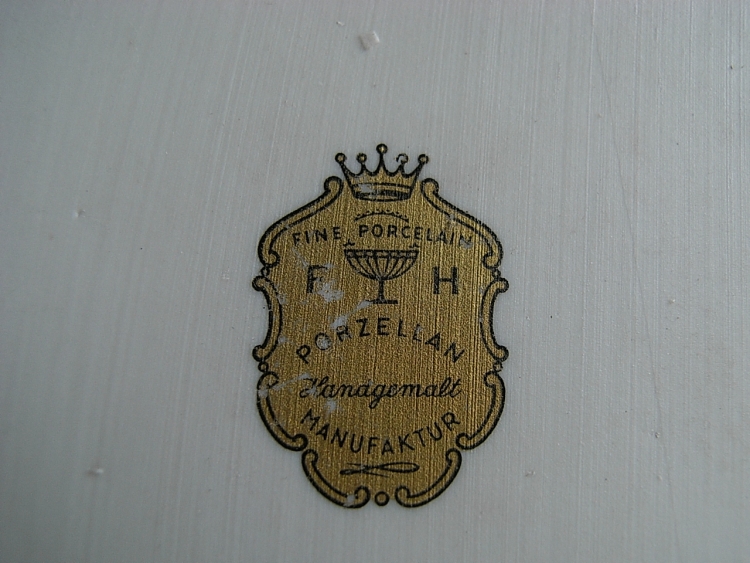 FINE PORCELAIN
F H
PORZELLAN
Handgemalt
MANUFAKTUR